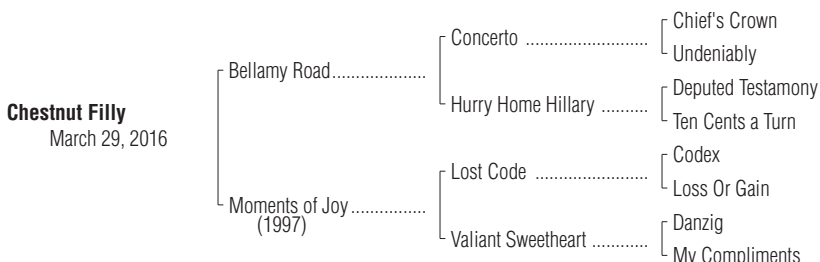 Chief's Crown
Concerto ..........................
Undeniably
Bellamy Road....................
Deputed Testamony
Hurry Home Hillary ..........
Ten Cents a Turn
Chestnut Filly
March 29, 2016
Codex
Lost Code ........................
Loss Or Gain
Moments of Joy ................
(1997)
Danzig
Valiant Sweetheart ............
My Compliments